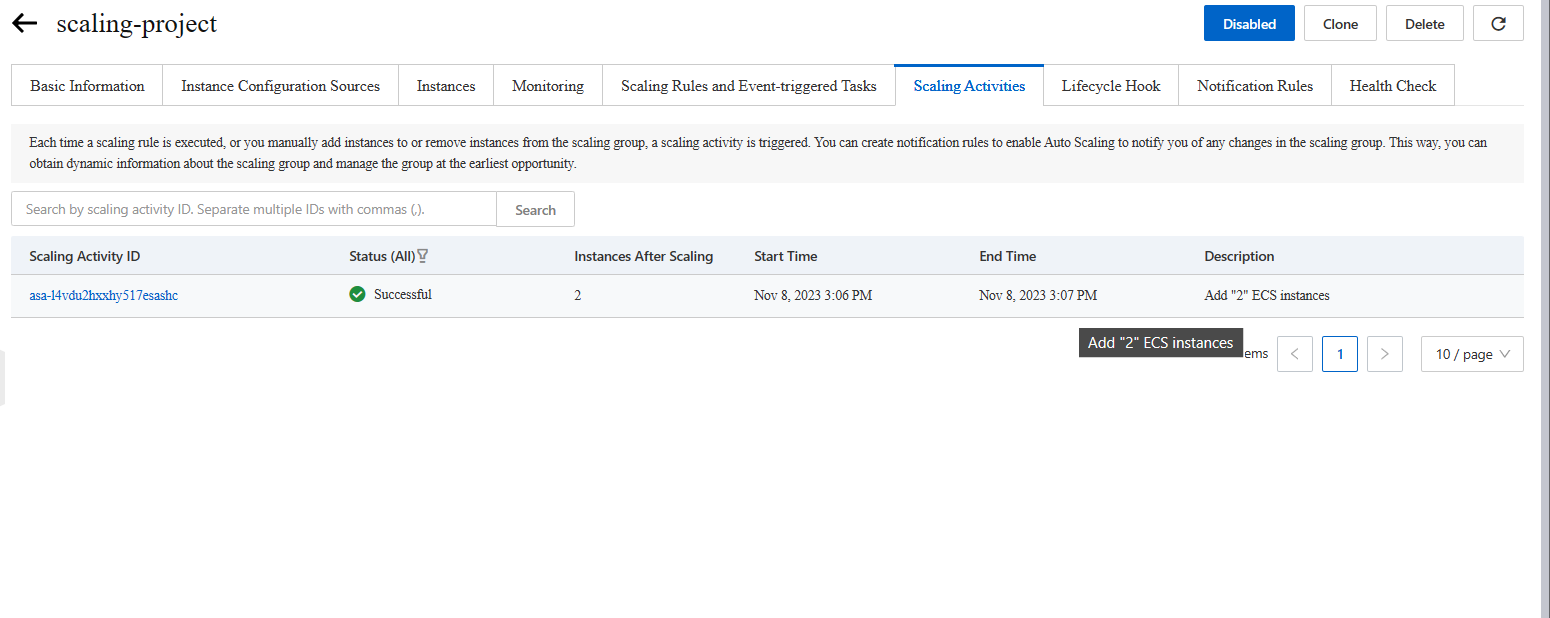 scaling-project
Disabled
Clone
Delete
Basic Information
Instance Configuration Sources
Instances
Monitoring
Scaling Rules and Event-triggered Tasks
Scaling Activities
Lifecycle Hook
Notification Rules
Health Check
Each time a scaling rule is executed, or you manually add instances to or remove instances from the scaling group, a scaling activity is triggered. You can create notification rules to enable Auto Scaling to notify you of any changes in the scaling group. This way, you can
obtain dynamic information about the scaling group and manage the group at the earliest opportunity.
Search by scaling activity ID. Separate multiple IDs with commas (,).
Search
Scaling Activity ID
Status (All)
Instances After Scaling
Start Time
End Time
Description
asa-l4vdu2hxxhy517esashc
Successful
2
Nov 8, 2023 3:06 PM
Nov 8, 2023 3:07 PM
Add "2" ECS instances
Add "2" ECS instances
ems
1
10 / page